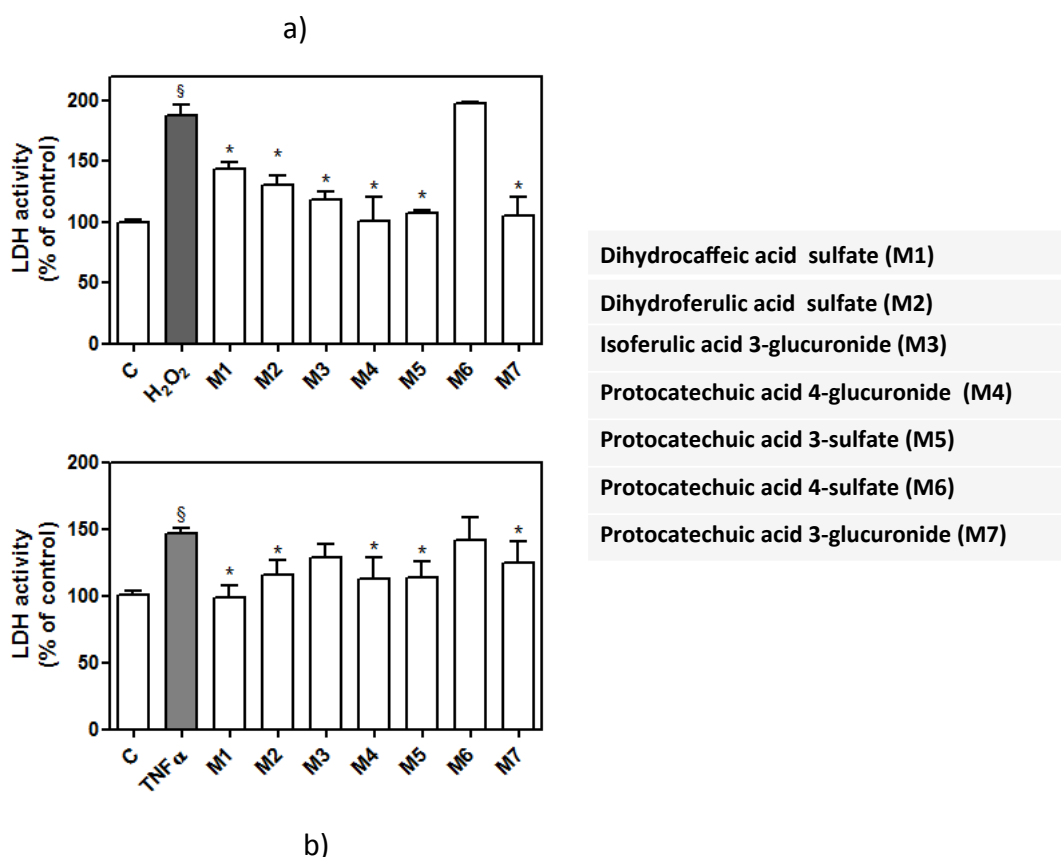 a)
LDH activity
(% of control)
200
150
100
50
0
§
*
*
*
*
*
*
C
H₂O₂
M1
M2
M3
M4
M5
M6
M7
LDH activity
(% of control)
200
150
100
50
0
§
*
*
*
*
*
C
TNFα
M1
M2
M3
M4
M5
M6
M7
b)
Dihydrocaffeic acid sulfate (M1)
Dihydroferulic acid sulfate (M2)
Isoferulic acid 3-glucuronide (M3)
Protocatechuic acid 4-glucuronide (M4)
Protocatechuic acid 3-sulfate (M5)
Protocatechuic acid 4-sulfate (M6)
Protocatechuic acid 3-glucuronide (M7)